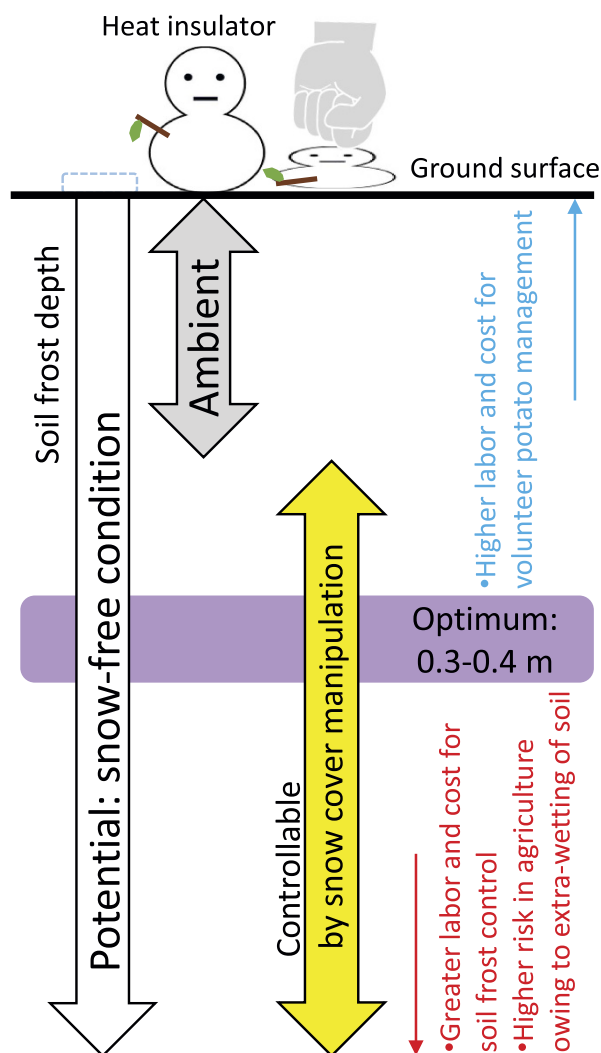 Heat insulator
Ground surface
Soil frost depth
Potential: snow-free condition
Ambient
Controllable
by snow cover manipulation
•Higher labor and cost for
volunteer potato management
Optimum:
0.3-0.4 m
•Greater labor and cost for
soil frost control
•Higher risk in agriculture
owing to extra-wetting of soil